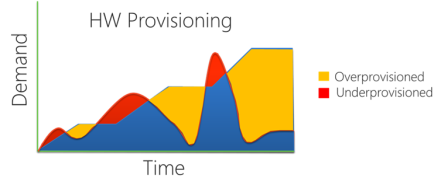 HW Provisioning
Demand
Overprovisioned
Underprovisioned
Time